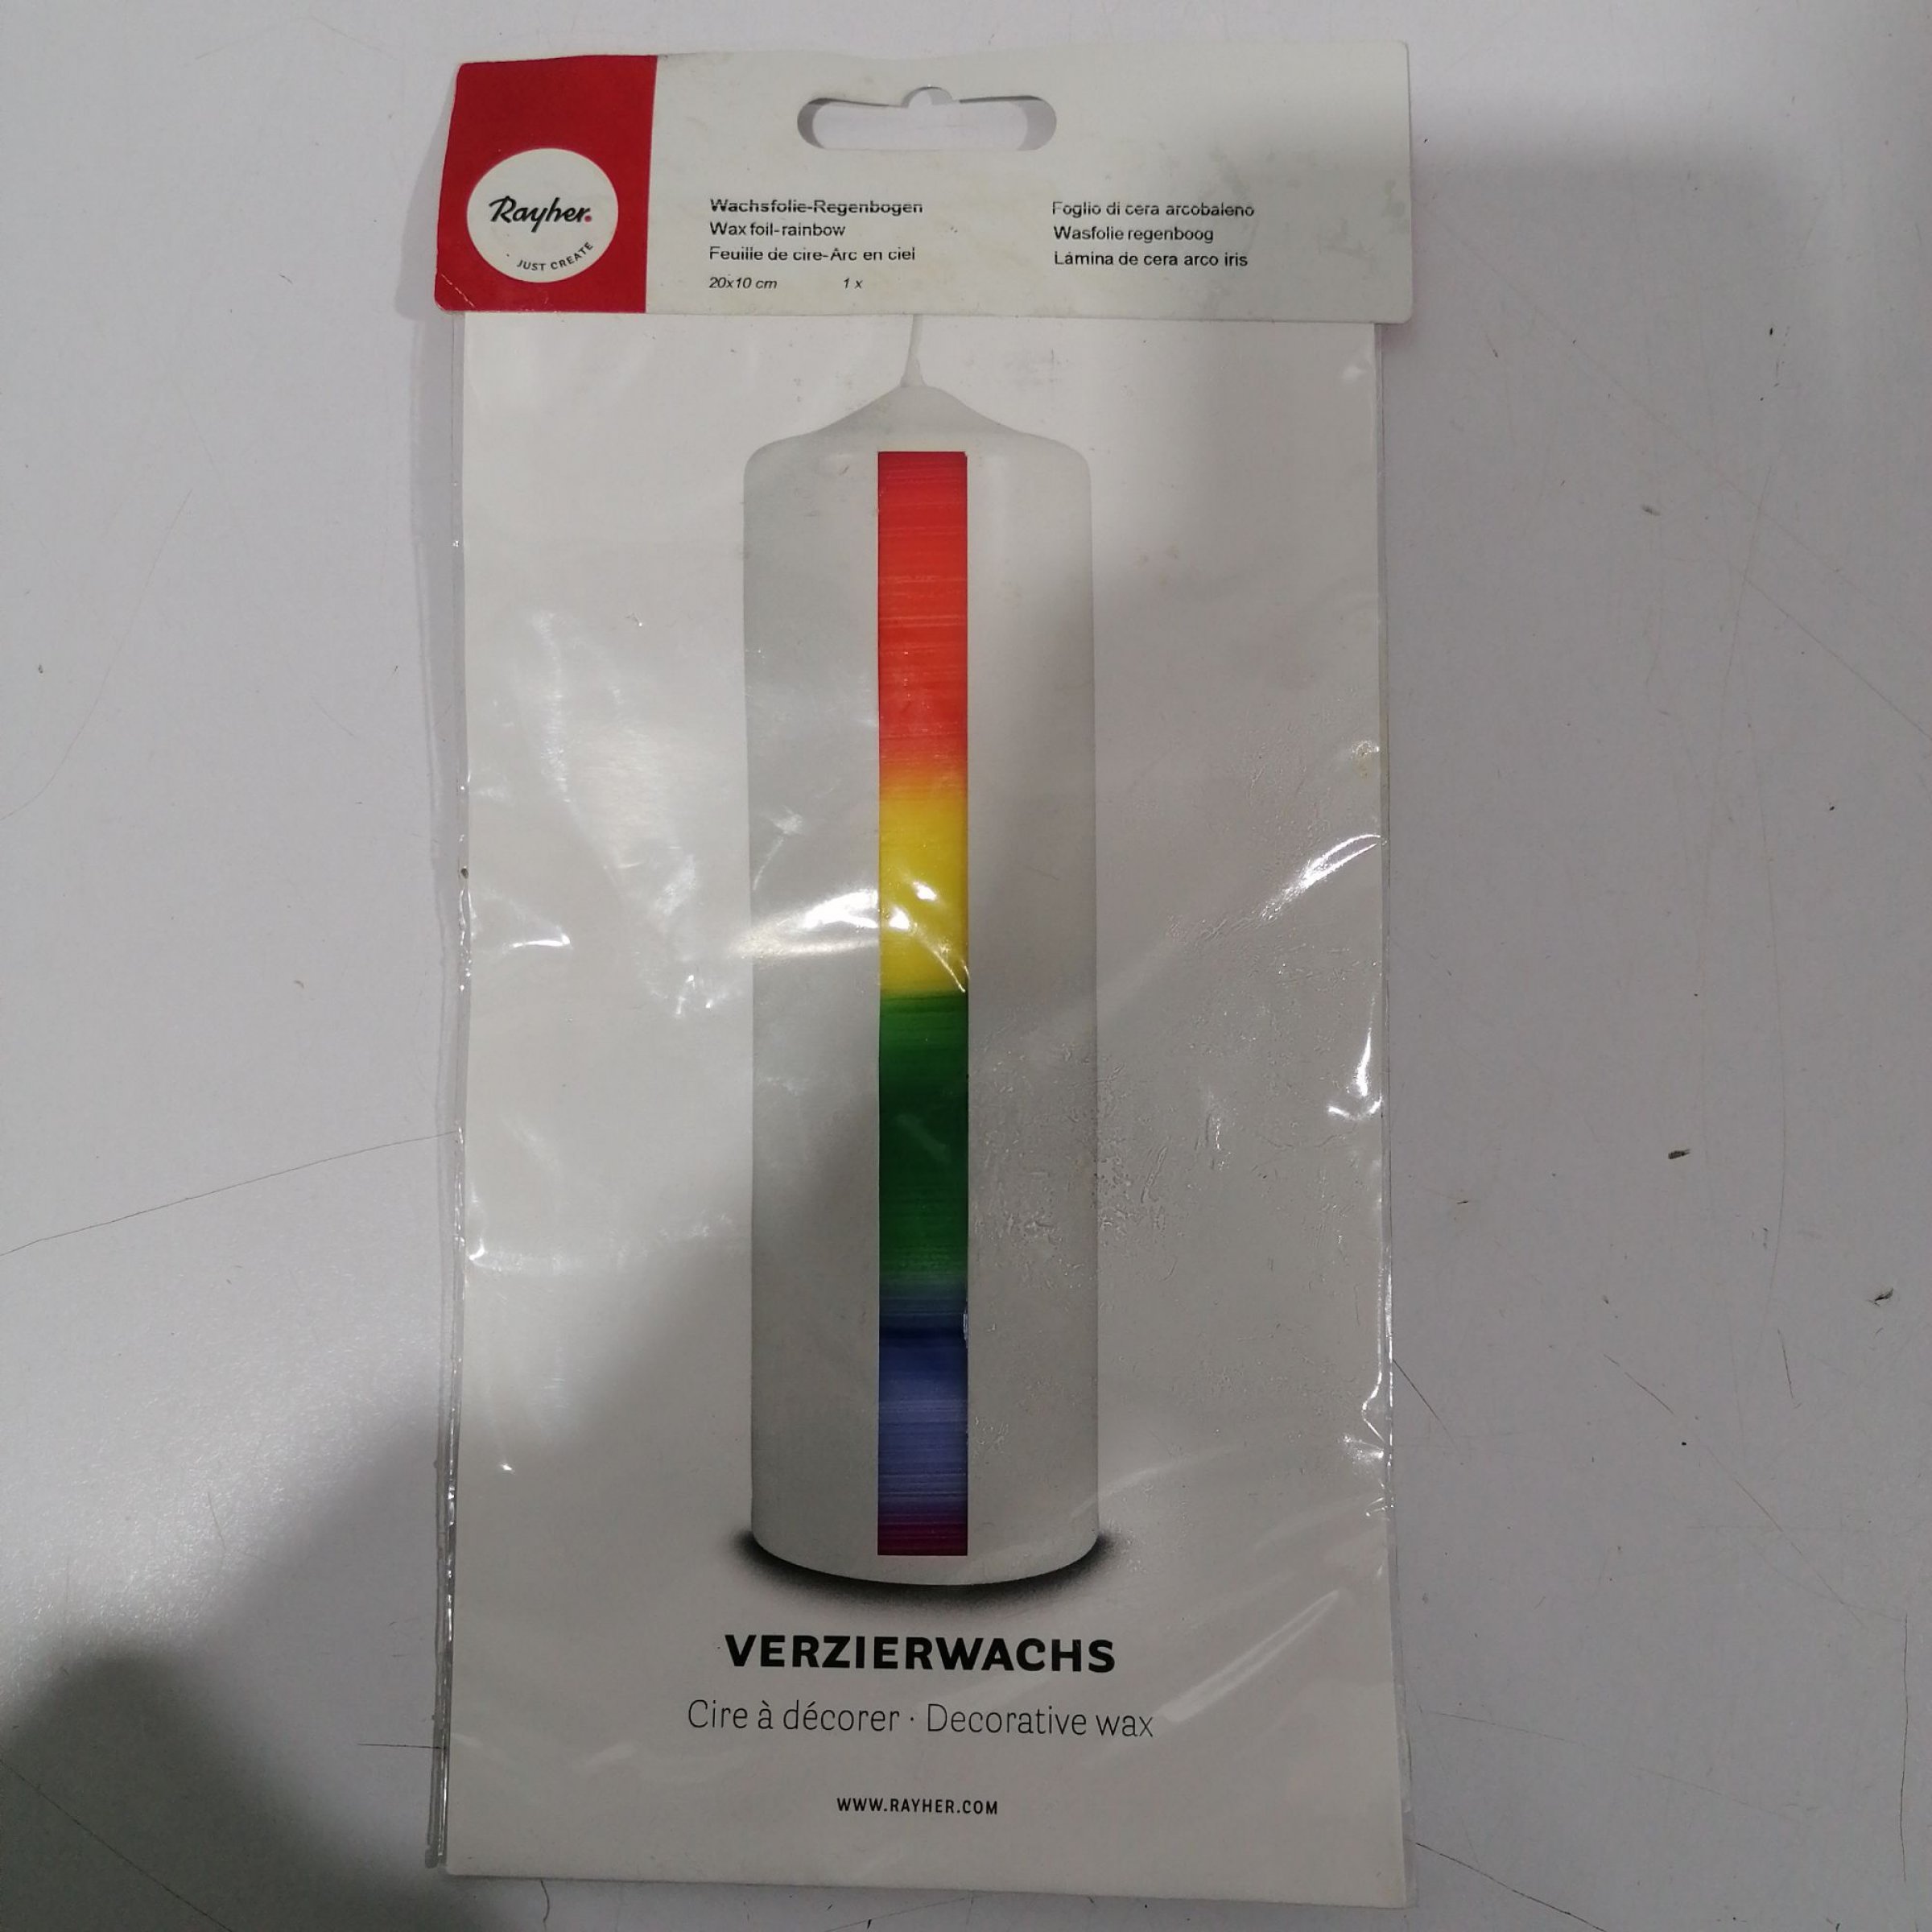 Rayher.
JUST CREATE
Wachsfolie-Regenbogen
Wax foil-rainbow
Feuille de cire-Arc en ciel
20x10 cm 1 x
Foglio di cera arcobaleno
Wasfolie regenboog
Lámina de cera arco iris
VERZIERWACHS
Cire à décorer · Decorative wax
WWW.RAYHER.COM